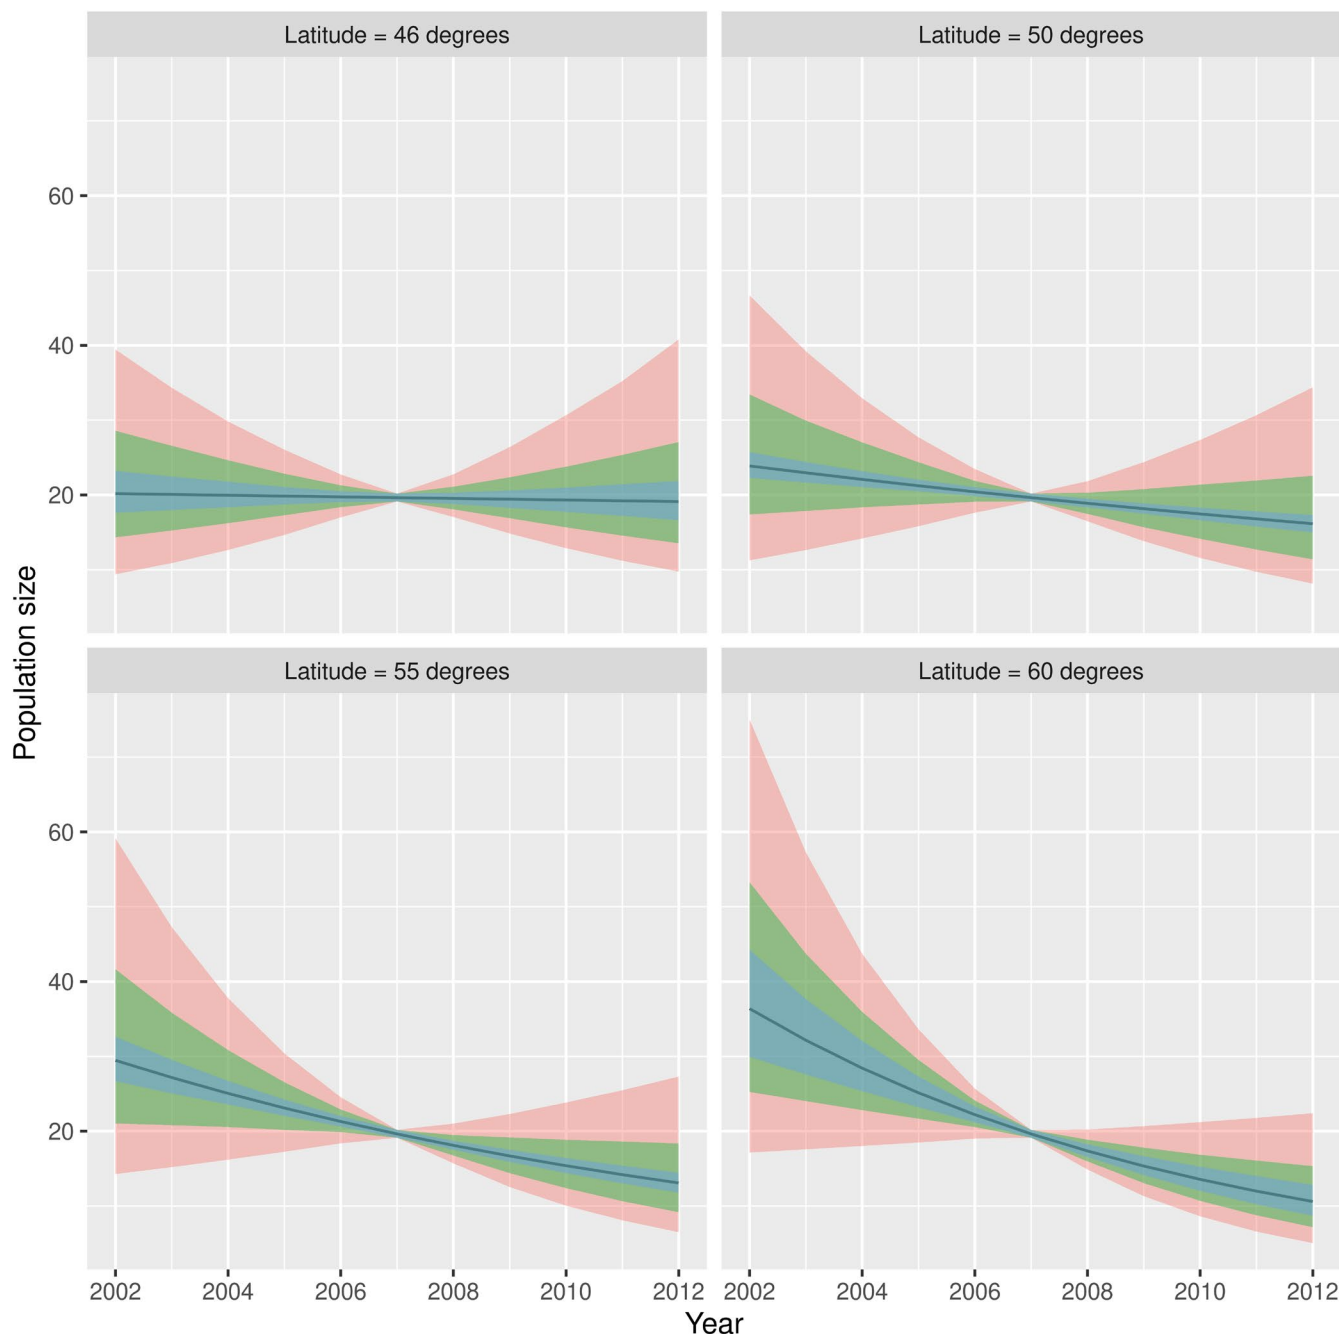 Latitude = 46 degrees
Latitude = 50 degrees
60
40
20
Latitude = 55 degrees
Latitude = 60 degrees
60
40
20
Population size
2002 2004 2006 2008 2010 2012
2002 2004 2006 2008 2010 2012
Year